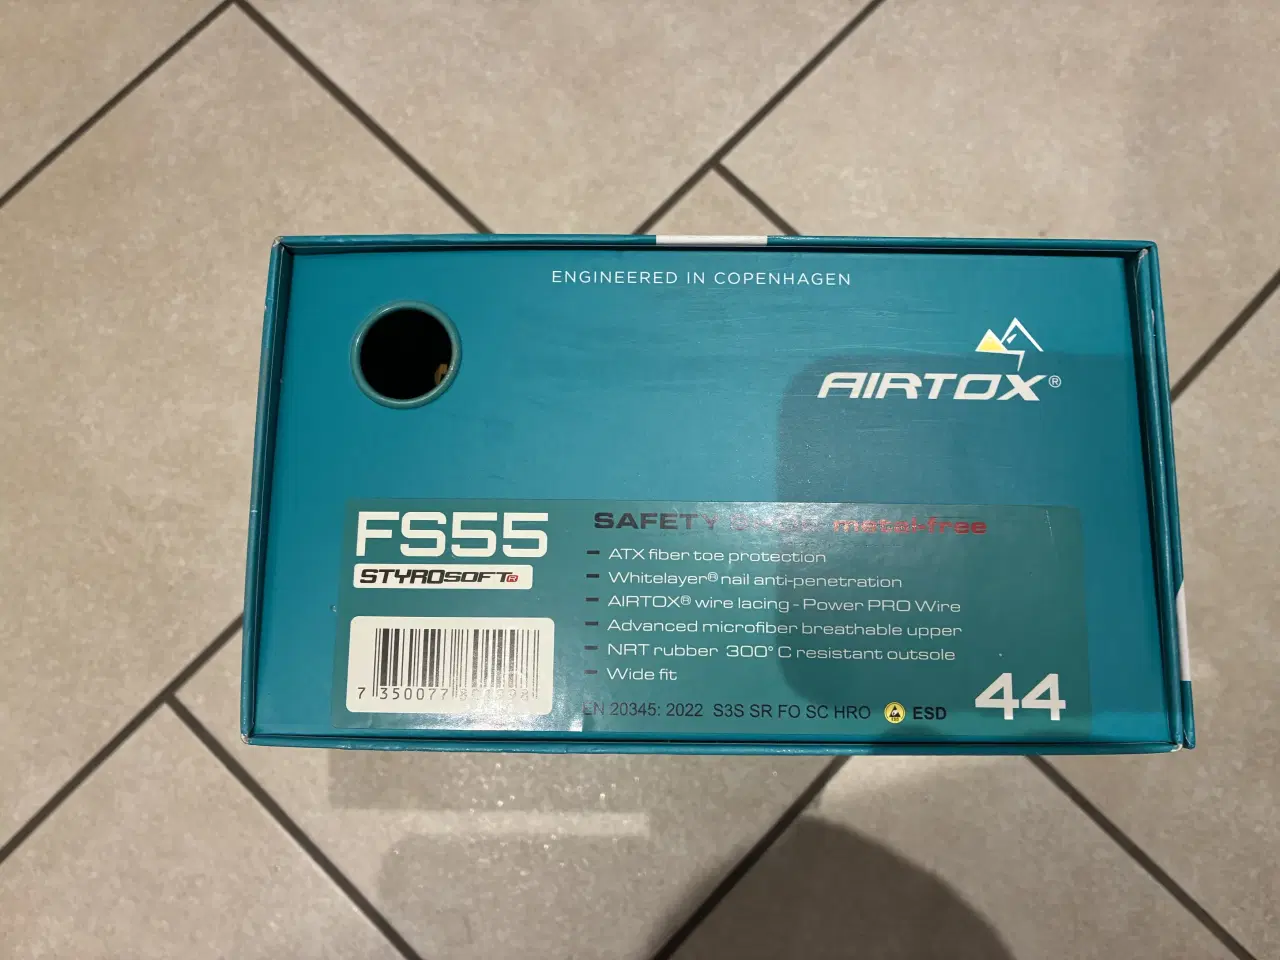 ENGINEERED IN COPENHAGEN
AIRTOX®
FS55
STYROSOFT®
SAFETY metal-free
- ATX fiber toe protection
- Whitelayer® nail anti-penetration
- AIRTOX® wire lacing - Power PRO Wire
- Advanced microfiber breathable upper
- NRT rubber 300° C resistant outsole
- Wide fit
7 350077
EN 20345: 2022 S3S SR FO SC HRO ESD
44